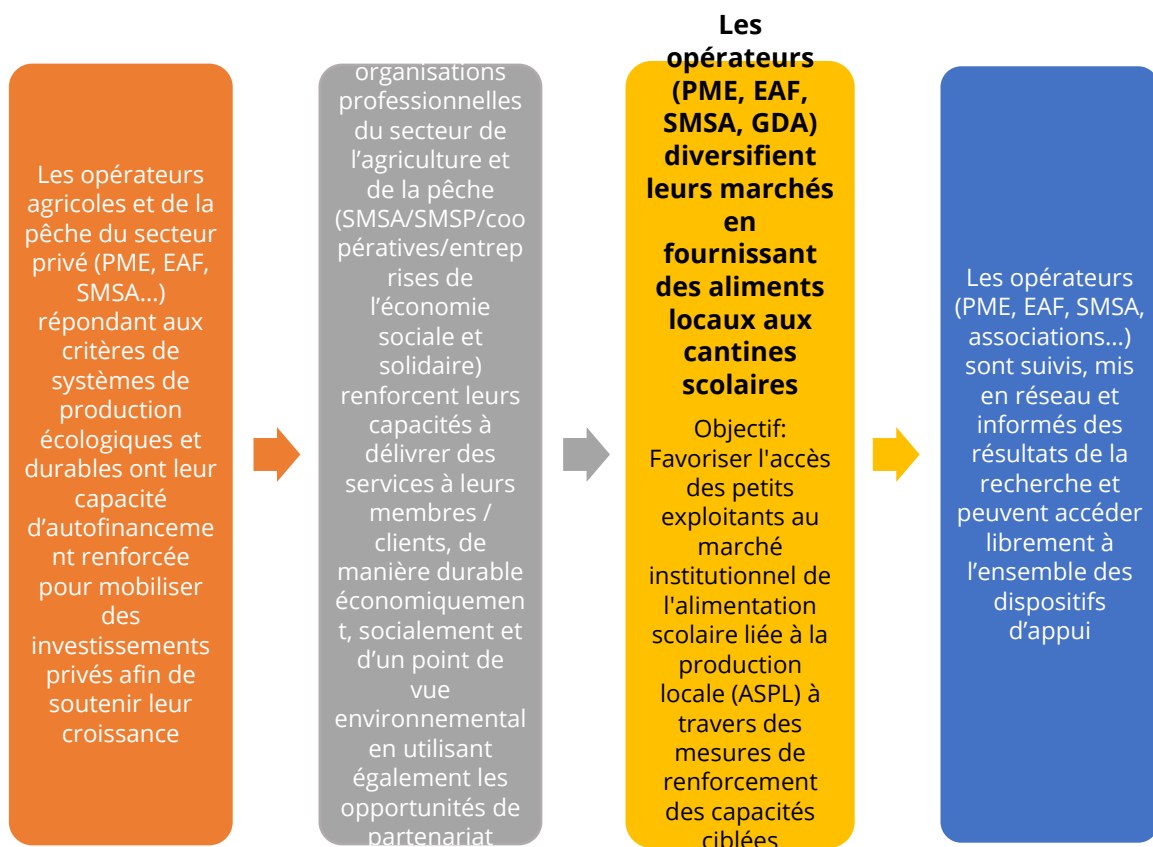 Les opérateurs
agricoles et de la
pêche du secteur
privé (PME, EAF,
SMSA…)
répondant aux
critères de
systèmes de
production
écologiques et
durables ont leur
capacité
d’autofinanceme
nt renforcée
pour mobiliser
des
investissements
privés afin de
soutenir leur
croissance
organisations
professionnelles
du secteur de
l’agriculture et
de la pêche
(SMSA/SMSP/coo
pératives/entrep
rises de
l’économie
sociale et
solidaire)
renforcent leurs
capacités à
délivrer des
services à leurs
membres /
clients, de
manière durable
économiquemen
t, socialement et
d’un point de
vue
environnemental
en utilisant
également les
opportunités de
partenariat
Les
opérateurs
(PME, EAF,
SMSA, GDA)
diversifient
leurs marchés
en
fournissant
des aliments
locaux aux
cantines
scolaires
Objectif:
Favoriser l'accès
des petits
exploitants au
marché
institutionnel de
l'alimentation
scolaire liée à la
production
locale (ASPL) à
travers des
mesures de
renforcement
des capacités
ciblées
Les opérateurs
(PME, EAF, SMSA,
associations…)
sont suivis, mis
en réseau et
informés des
résultats de la
recherche et
peuvent accéder
librement à
l’ensemble des
dispositifs
d’appui